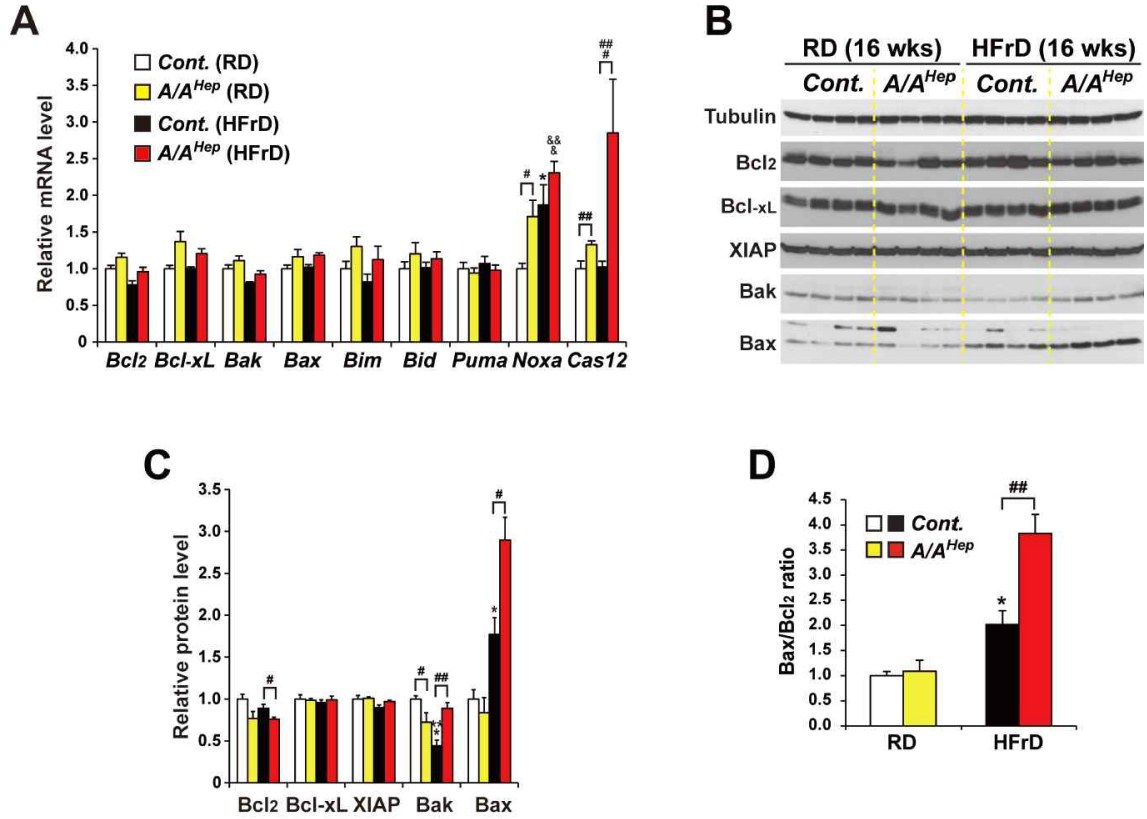 A
Relative mRNA level
4.0
3.5
3.0
2.5
2.0
1.5
1.0
0.5
0
Cont. (RD)
A/A^Hep (RD)
Cont. (HFrD)
A/A^Hep (HFrD)
#
*
&&
&
##
##
#
Bcl2 Bcl-xL Bak Bax Bim Bid Puma Noxa Cas12
B
RD (16 wks) HFrD (16 wks)
Cont. A/A^Hep Cont. A/A^Hep
Tubulin
Bcl2
Bcl-xL
XIAP
Bak
Bax
C
Relative protein level
3.5
3.0
2.5
2.0
1.5
1.0
0.5
0
#
#
##
**
*
*
#
Bcl2 Bcl-xL XIAP Bak Bax
D
Bax/Bcl2 ratio
4.5
4.0
3.5
3.0
2.5
2.0
1.5
1.0
0.5
0.0
Cont.
A/A^Hep
*
##
RD HFrD